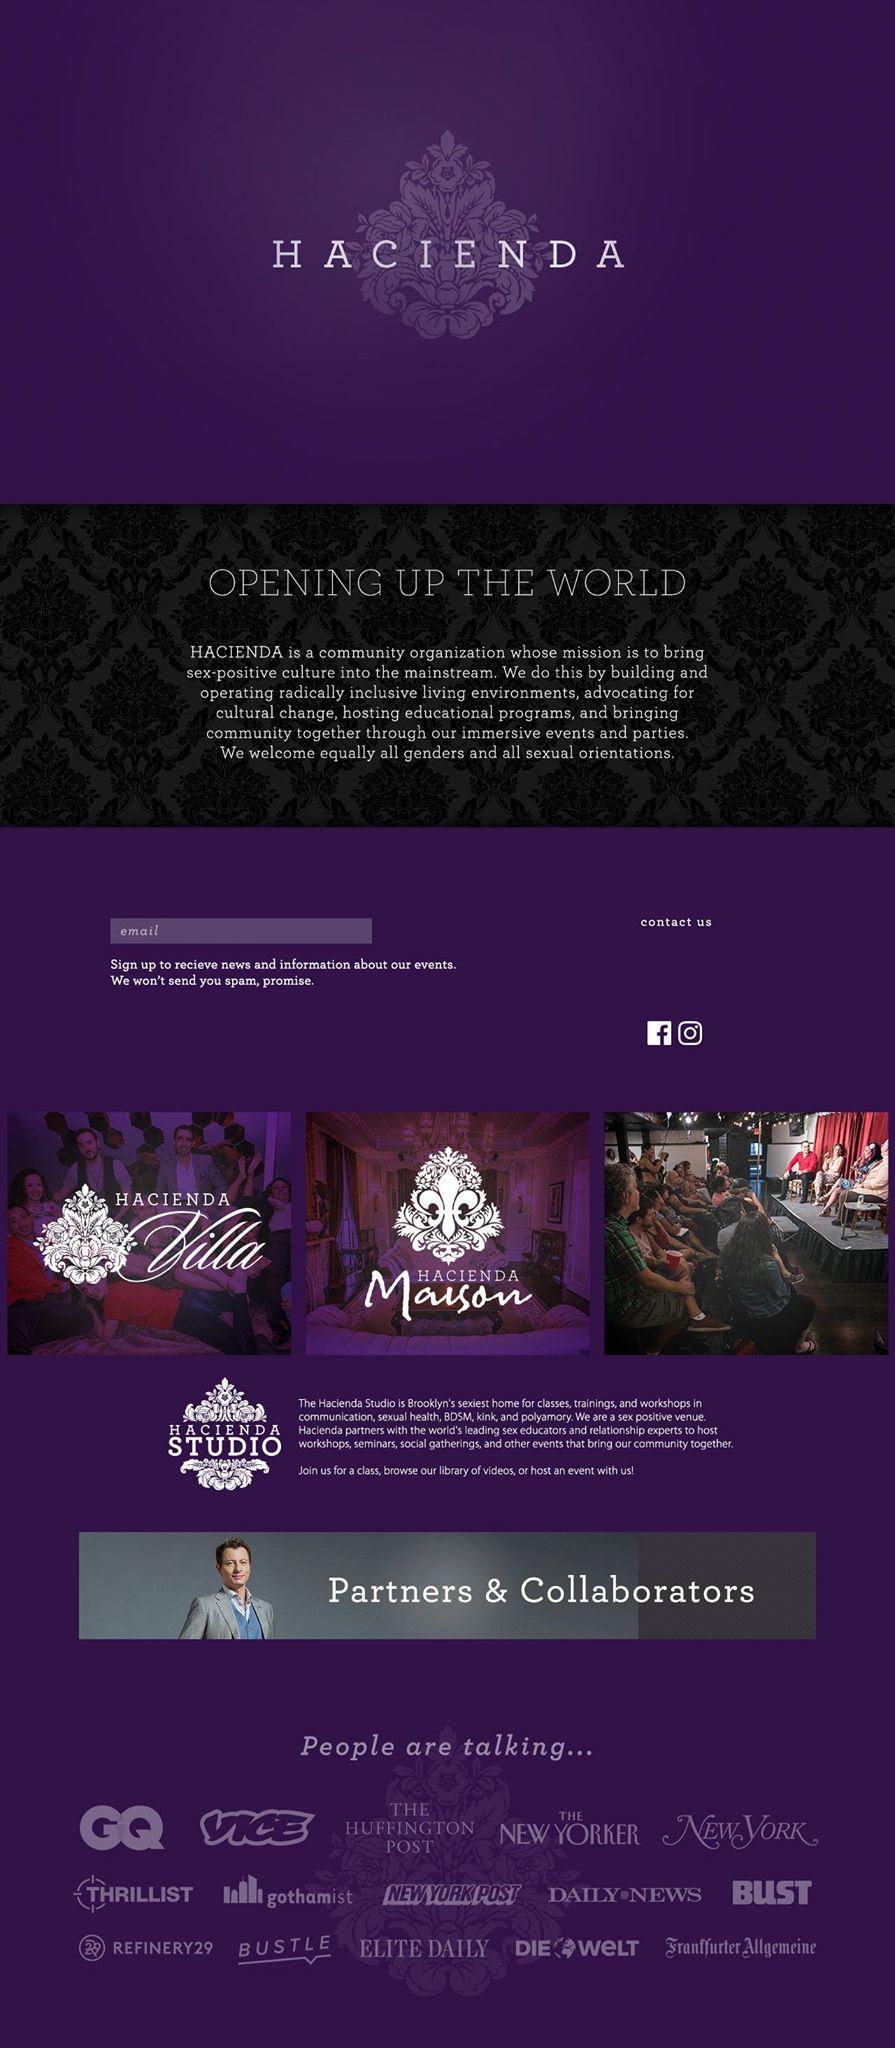 HACIENDA
OPENING UP THE WORLD
HACIENDA is a community organization whose mission is to bring
sex-positive culture into the mainstream. We do this by building and
operating radically inclusive living environments, advocating for
cultural change, hosting educational programs, and bringing
community together through our immersive events and parties.
We welcome equally all genders and all sexual orientations.
email
contact us
Sign up to recieve news and information about our events.
We won't send you spam, promise.
HACIENDA
Villa
HACIENDA
Maison
HACIENDA
STUDIO
The Hacienda Studio is Brooklyn's sexiest home for classes, trainings, and workshops in
communication, sexual health, BDSM, kink, and polyamory. We are a sex positive venue.
Hacienda partners with the world's leading sex educators and relationship experts to host
workshops, seminars, social gatherings, and other events that bring our community together.
Join us for a class, browse our library of videos, or host an event with us!
Partners & Collaborators
People are talking...
GQ
VICE
THE
HUFFINGTON
POST
THE
NEW YORKER
NEW YORK
THRILLIST
gothamist
NEW YORK POST
DAILY NEWS
BUST
29 REFINERY29
BUSTLE
ELITE DAILY
DIE WELT
Frankfurter Allgemeine